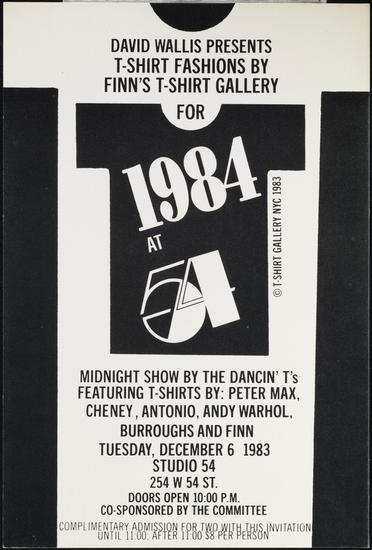 DAVID WALLIS PRESENTS
T-SHIRT FASHIONS BY
FINN'S T-SHIRT GALLERY
FOR
1984
AT
54
© T-SHIRT GALLERY NYC 1983
MIDNIGHT SHOW BY THE DANCIN' T's
FEATURING T-SHIRTS BY: PETER MAX,
CHENEY, ANTONIO, ANDY WARHOL,
BURROUGHS AND FINN
TUESDAY, DECEMBER 6 1983
STUDIO 54
254 W 54 ST.
DOORS OPEN 10:00 P.M.
CO-SPONSORED BY THE COMMITTEE
COMPLIMENTARY ADMISSION FOR TWO WITH THIS INVITATION
UNTIL 11:00: AFTER 11:00 $8 PER PERSON